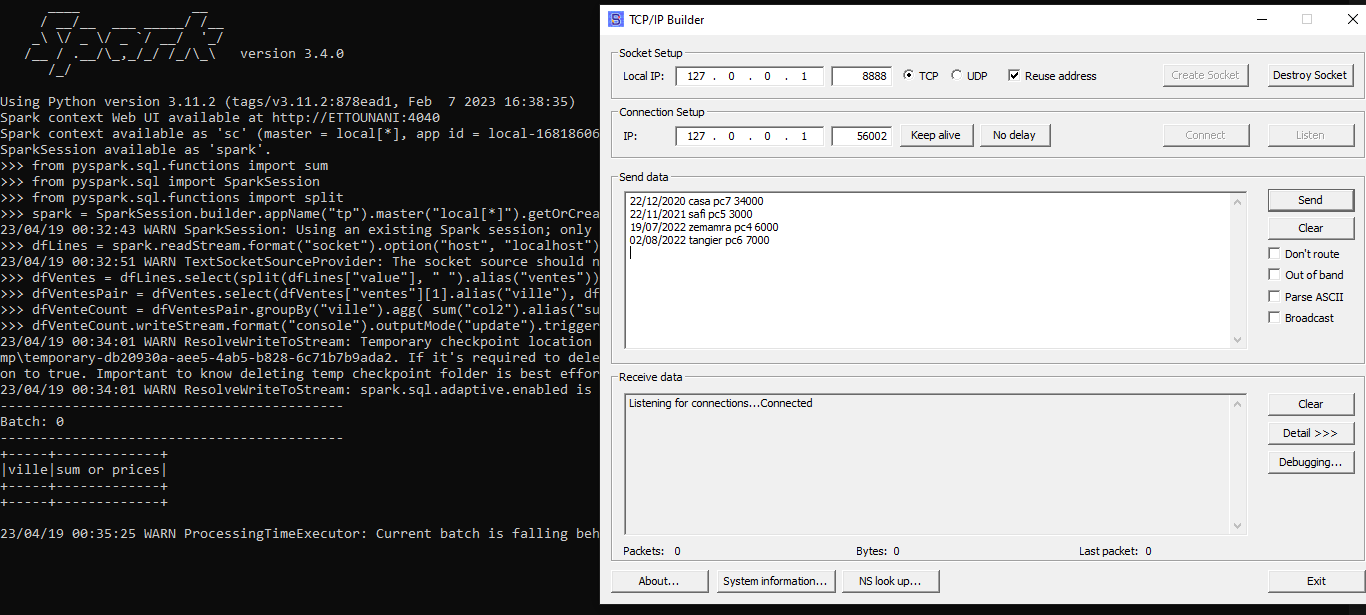 version 3.4.0
Using Python version 3.11.2 (tags/v3.11.2:878ead1, Feb  7 2023 16:38:35)
Spark context Web UI available at http://ETTOUNANI:4040
Spark context available as 'sc' (master = local[*], app id = local-16818606
SparkSession available as 'spark'.
>>> from pyspark.sql.functions import sum
>>> from pyspark.sql import SparkSession
>>> from pyspark.sql.functions import split
>>> spark = SparkSession.builder.appName("tp").master("local[*]").getOrCrea
23/04/19 00:32:43 WARN SparkSession: Using an existing Spark session; only
>>> dfLines = spark.readStream.format("socket").option("host", "localhost")
23/04/19 00:32:51 WARN TextSocketSourceProvider: The socket source should n
>>> dfVentes = dfLines.select(split(dfLines["value"], " ").alias("ventes"))
>>> dfVentesPair = dfVentes.select(dfVentes["ventes"][1].alias("ville"), df
>>> dfVenteCount = dfVentesPair.groupBy("ville").agg( sum("col2").alias("su
>>> dfVenteCount.writeStream.format("console").outputMode("update").trigger
23/04/19 00:34:01 WARN ResolveWriteToStream: Temporary checkpoint location
mp\temporary-db20930a-aee5-4ab5-b828-6c71b7b9ada2. If it's required to dele
on to true. Important to know deleting temp checkpoint folder is best effor
23/04/19 00:34:01 WARN ResolveWriteToStream: spark.sql.adaptive.enabled is
-------------------------------------------
Batch: 0
-------------------------------------------
+-----+-------------+
|ville|sum or prices|
+-----+-------------+
+-----+-------------+
23/04/19 00:35:25 WARN ProcessingTimeExecutor: Current batch is falling beh
S TCP/IP Builder
Socket Setup
Local IP: 127 . 0 . 0 . 1 8888 TCP UDP Reuse address Create Socket Destroy Socket
Connection Setup
IP: 127 . 0 . 0 . 1 56002 Keep alive No delay Connect Listen
Send data
22/12/2020 casa pc7 34000
22/11/2021 safi pc5 3000
19/07/2022 zemamra pc4 6000
02/08/2022 tangier pc6 7000
Send
Clear
Don't route
Out of band
Parse ASCII
Broadcast
Receive data
Listening for connections...Connected
Clear
Detail >>>
Debugging...
Packets: 0 Bytes: 0 Last packet: 0
About... System information... NS look up... Exit